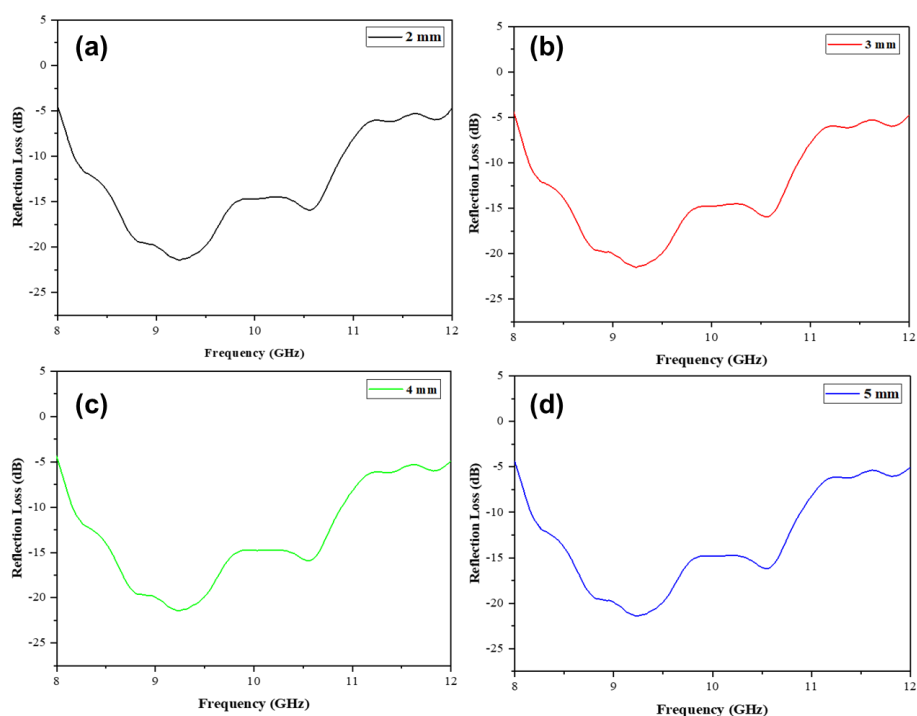 (a)
2 mm
5
0
-5
-10
-15
-20
-25
Reflection Loss (dB)
8 9 10 11 12
Frequency (GHz)
(b)
3 mm
5
0
-5
-10
-15
-20
-25
Reflection Loss (dB)
8 9 10 11 12
Frequency (GHz)
(c)
4 mm
5
0
-5
-10
-15
-20
-25
Reflection Loss (dB)
8 9 10 11 12
Frequency (GHz)
(d)
5 mm
5
0
-5
-10
-15
-20
-25
Reflection Loss (dB)
8 9 10 11 12
Frequency (GHz)